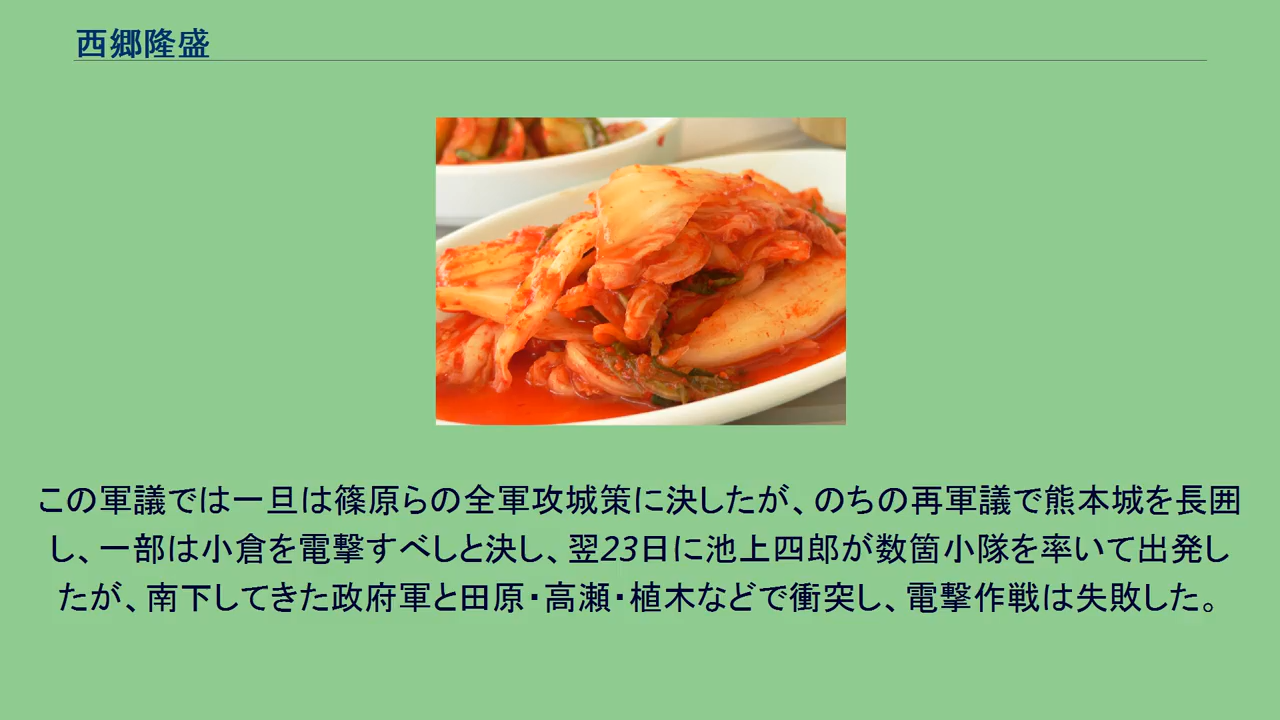 西郷隆盛
この軍議では一旦は篠原らの全軍攻城策に決したが、のちの再軍議で熊本城を長囲
し、一部は小倉を電撃すべしと決し、翌23日に池上四郎が数箇小隊を率いて出発し
たが、南下してきた政府軍と田原・高瀬・植木などで衝突し、電撃作戦は失敗した。